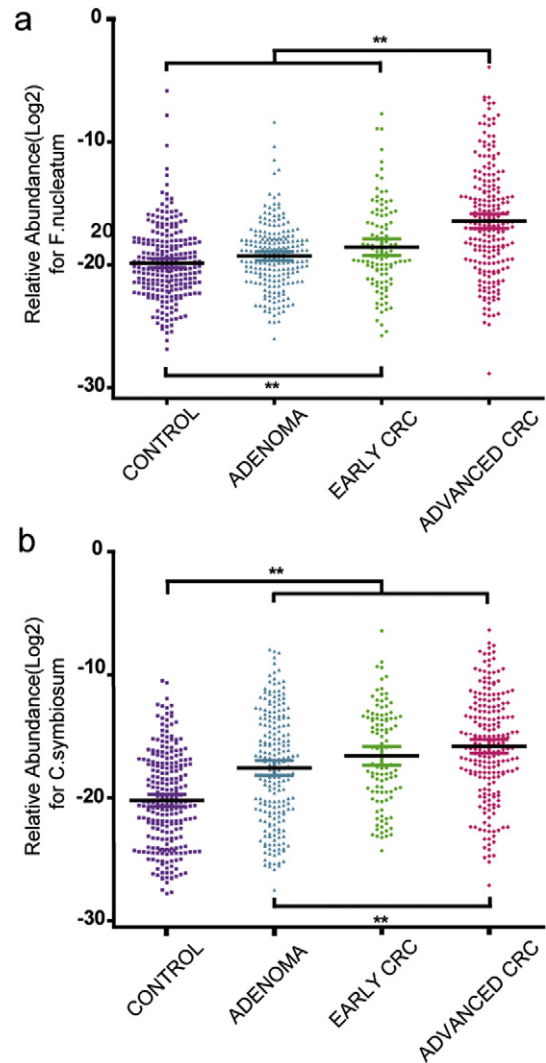 a
0
**
-10
Relative Abundance(Log2)
for F.nucleatum
20
-20
**
-30
CONTROL
ADENOMA
EARLY CRC
ADVANCED CRC
b
0
**
-10
Relative Abundance(Log2)
for C.symbiosum
-20
**
-30
CONTROL
ADENOMA
EARLY CRC
ADVANCED CRC